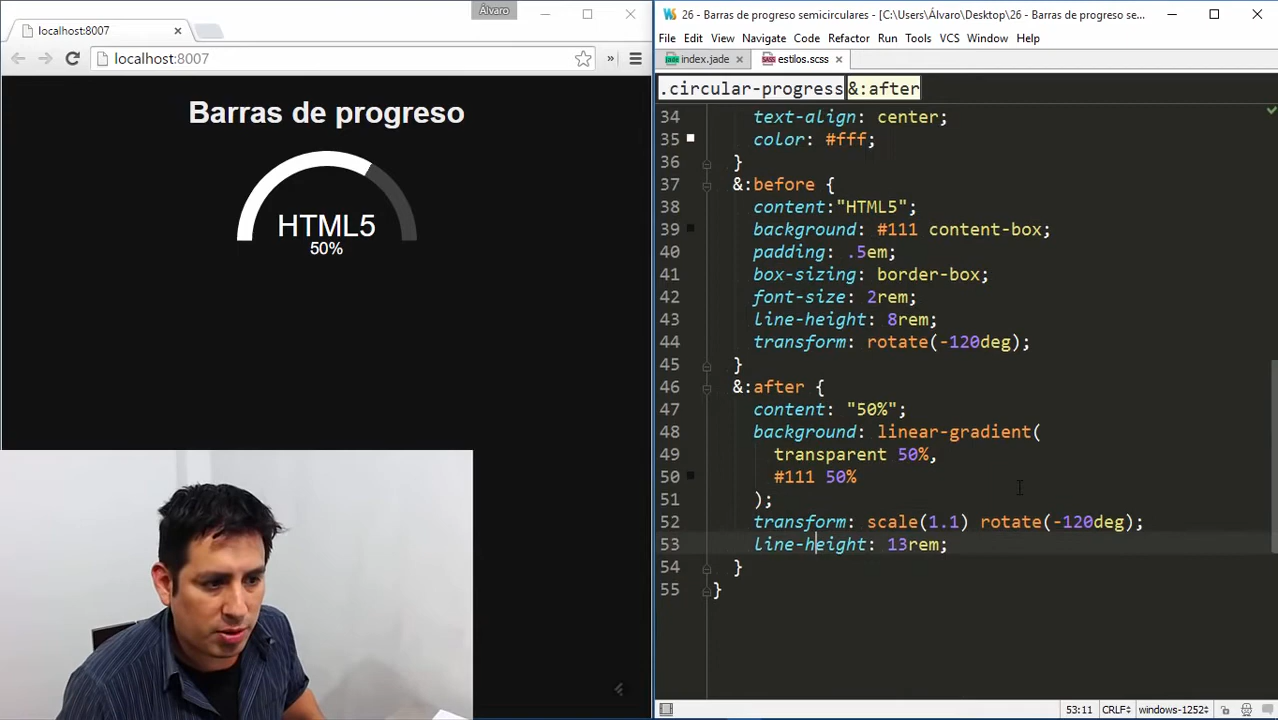 Álvaro
localhost:8007
localhost:8007
»
Barras de progreso
HTML5
50%
26 - Barras de progreso semicirculares - [C:\Users\Álvaro\Desktop\26 - Barras de progreso se...
File Edit View Navigate Code Refactor Run Tools VCS Window Help
index.jade
estilos.scss
.circular-progress &:after
34 text-align: center;
35 color: #fff;
36 }
37 &:before {
38 content:"HTML5";
39 background: #111 content-box;
40 padding: .5em;
41 box-sizing: border-box;
42 font-size: 2rem;
43 line-height: 8rem;
44 transform: rotate(-120deg);
45 }
46 &:after {
47 content: "50%";
48 background: linear-gradient(
49 transparent 50%,
50 #111 50%
51 );
52 transform: scale(1.1) rotate(-120deg);
53 line-height: 13rem;
54 }
55 }
53:11 CRLF÷ windows-1252÷